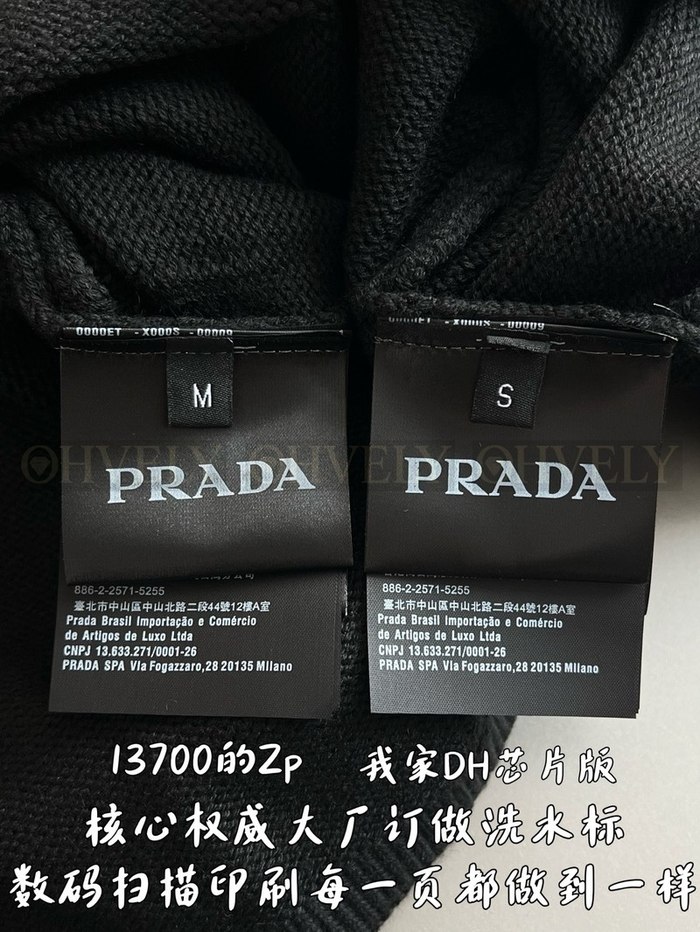 0000ET -X000S -00009
M
S
OHVELY OHVELY OHVELY
PRADA
PRADA
886-2-2571-5255
臺北市中山區中山北路二段44號12樓A室
Prada Brasil Importação e Comércio
de Artigos de Luxo Ltda
CNPJ 13.633.271/0001-26
PRADA SPA Via Fogazzaro,28 20135 Milano
886-2-2571-5255
臺北市中山區中山北路二段44號12樓A室
Prada Brasil Importação e Comércio
de Artigos de Luxo Ltda
CNPJ 13.633.271/0001-26
PRADA SPA Via Fogazzaro,28 20135 Milano
13700的Zp 我家DH芯片版
核心权威大厂订做洗水标
数码扫描印刷每一页都做到一样